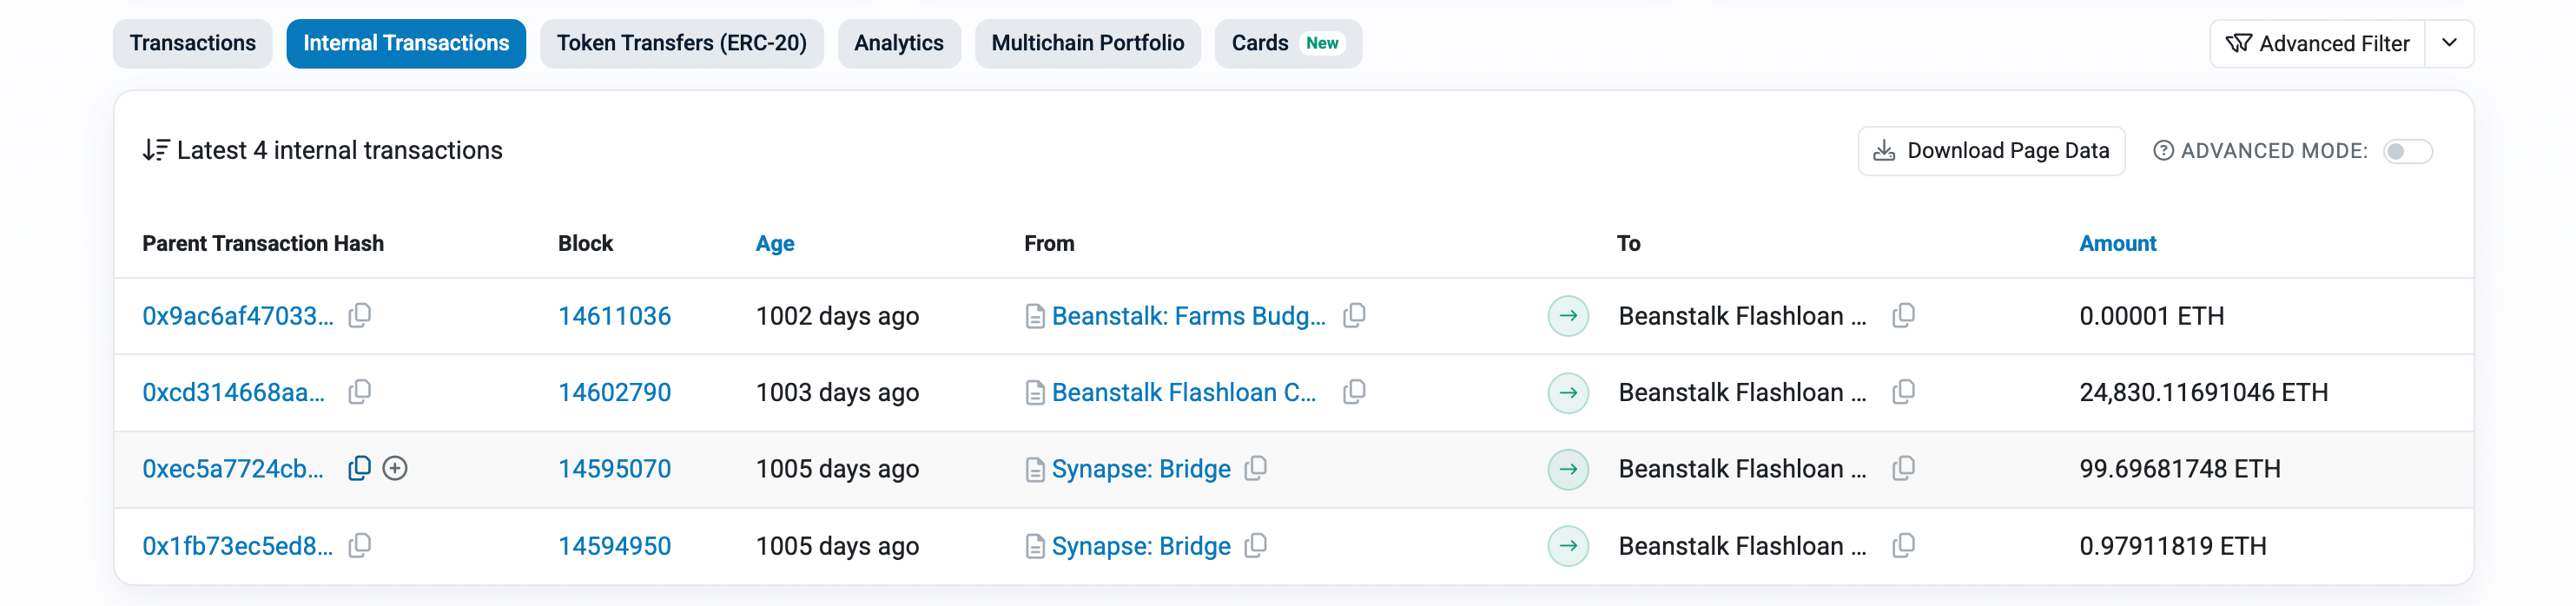 Transactions Internal Transactions Token Transfers (ERC-20) Analytics Multichain Portfolio Cards New Advanced Filter
Latest 4 internal transactions Download Page Data ADVANCED MODE:
Parent Transaction Hash Block Age From To Amount
0x9ac6af47033... 14611036 1002 days ago Beanstalk: Farms Budg... Beanstalk Flashloan ... 0.00001 ETH
0xcd314668aa... 14602790 1003 days ago Beanstalk Flashloan C... Beanstalk Flashloan ... 24,830.11691046 ETH
0xec5a7724cb... 14595070 1005 days ago Synapse: Bridge Beanstalk Flashloan ... 99.69681748 ETH
0x1fb73ec5ed8... 14594950 1005 days ago Synapse: Bridge Beanstalk Flashloan ... 0.97911819 ETH